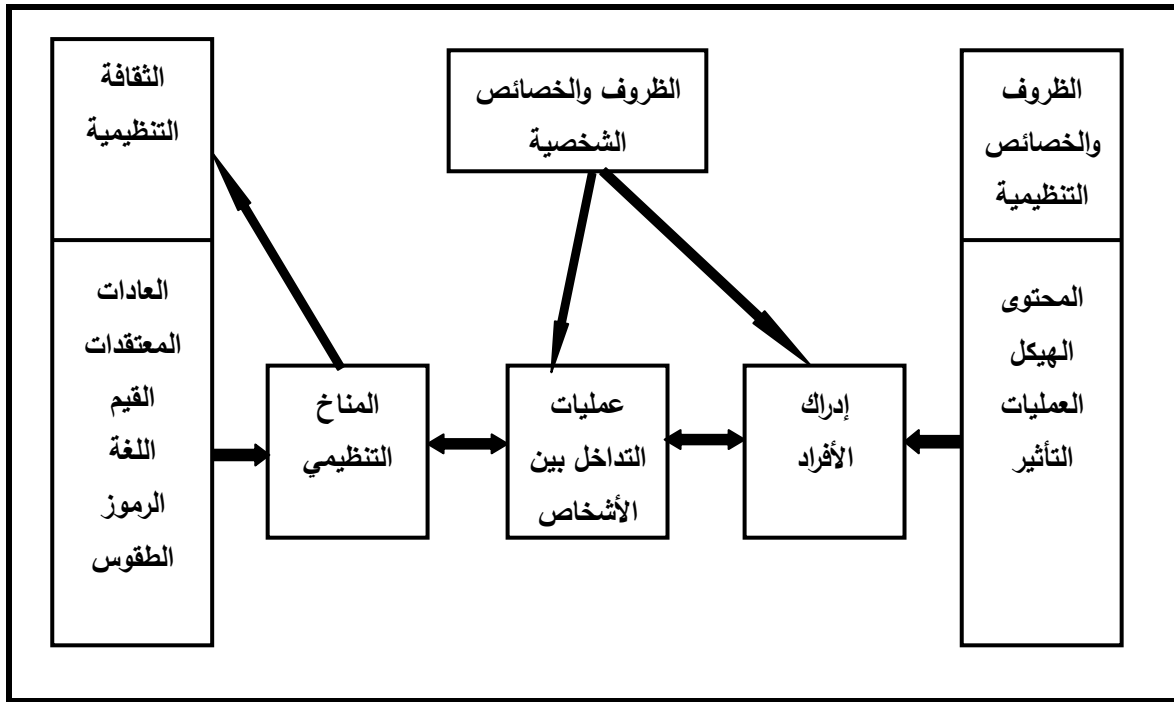 الظروف
والخصائص
التنظيمية
المحتوى
الهيكل
العمليات
التأثير
الظروف والخصائص
الشخصية
إدراك
الأفراد
عمليات
التداخل بين
الأشخاص
المناخ
التنظيمي
الثقافة
التنظيمية
العادات
المعتقدات
القيم
اللغة
الرموز
الطقوس